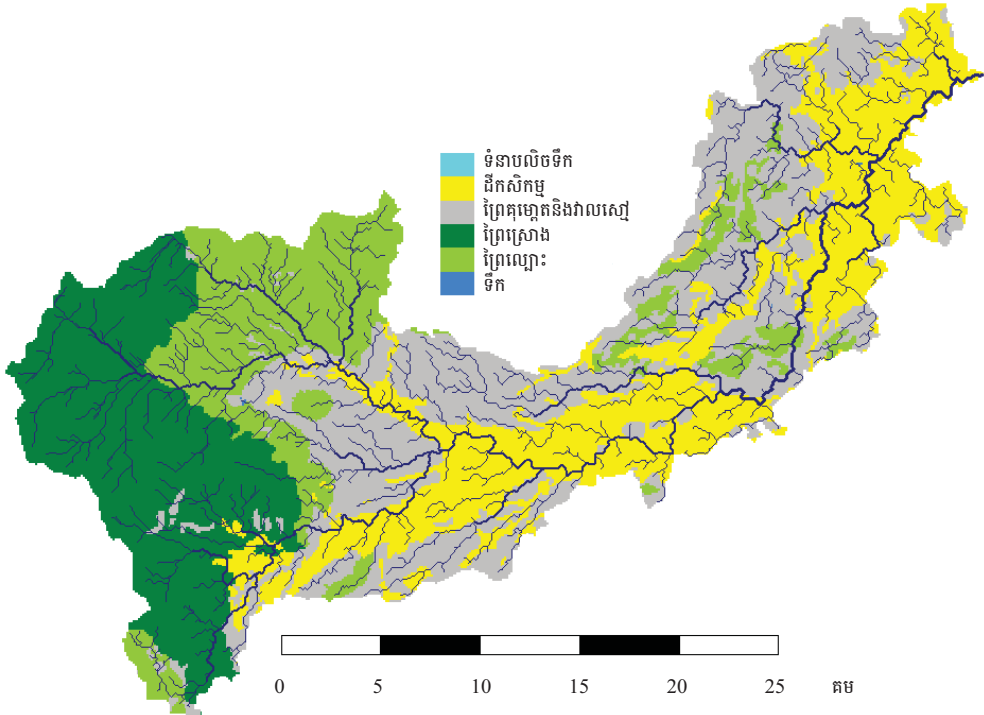 ទំនាបលិចទឹក
ដីកសិកម្ម
ព្រៃគុម្ពោតនិងវាលស្មៅ
ព្រៃស្រោង
ព្រៃល្បោះ
ទឹក
0 5 10 15 20 25 គម